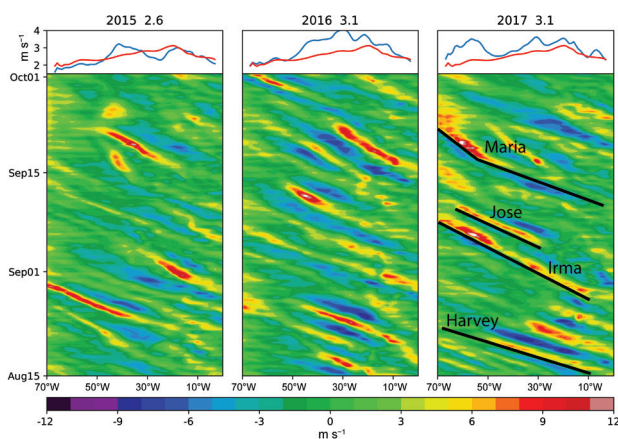 2015 2.6
2016 3.1
2017 3.1
4
3
2
m s⁻¹
Oct01
Sep15
Sep01
Aug15
Maria
Jose
Irma
Harvey
70°W 50°W 30°W 10°W
70°W 50°W 30°W 10°W
70°W 50°W 30°W 10°W
-12 -9 -6 -3 0 3 6 9 12
m s⁻¹